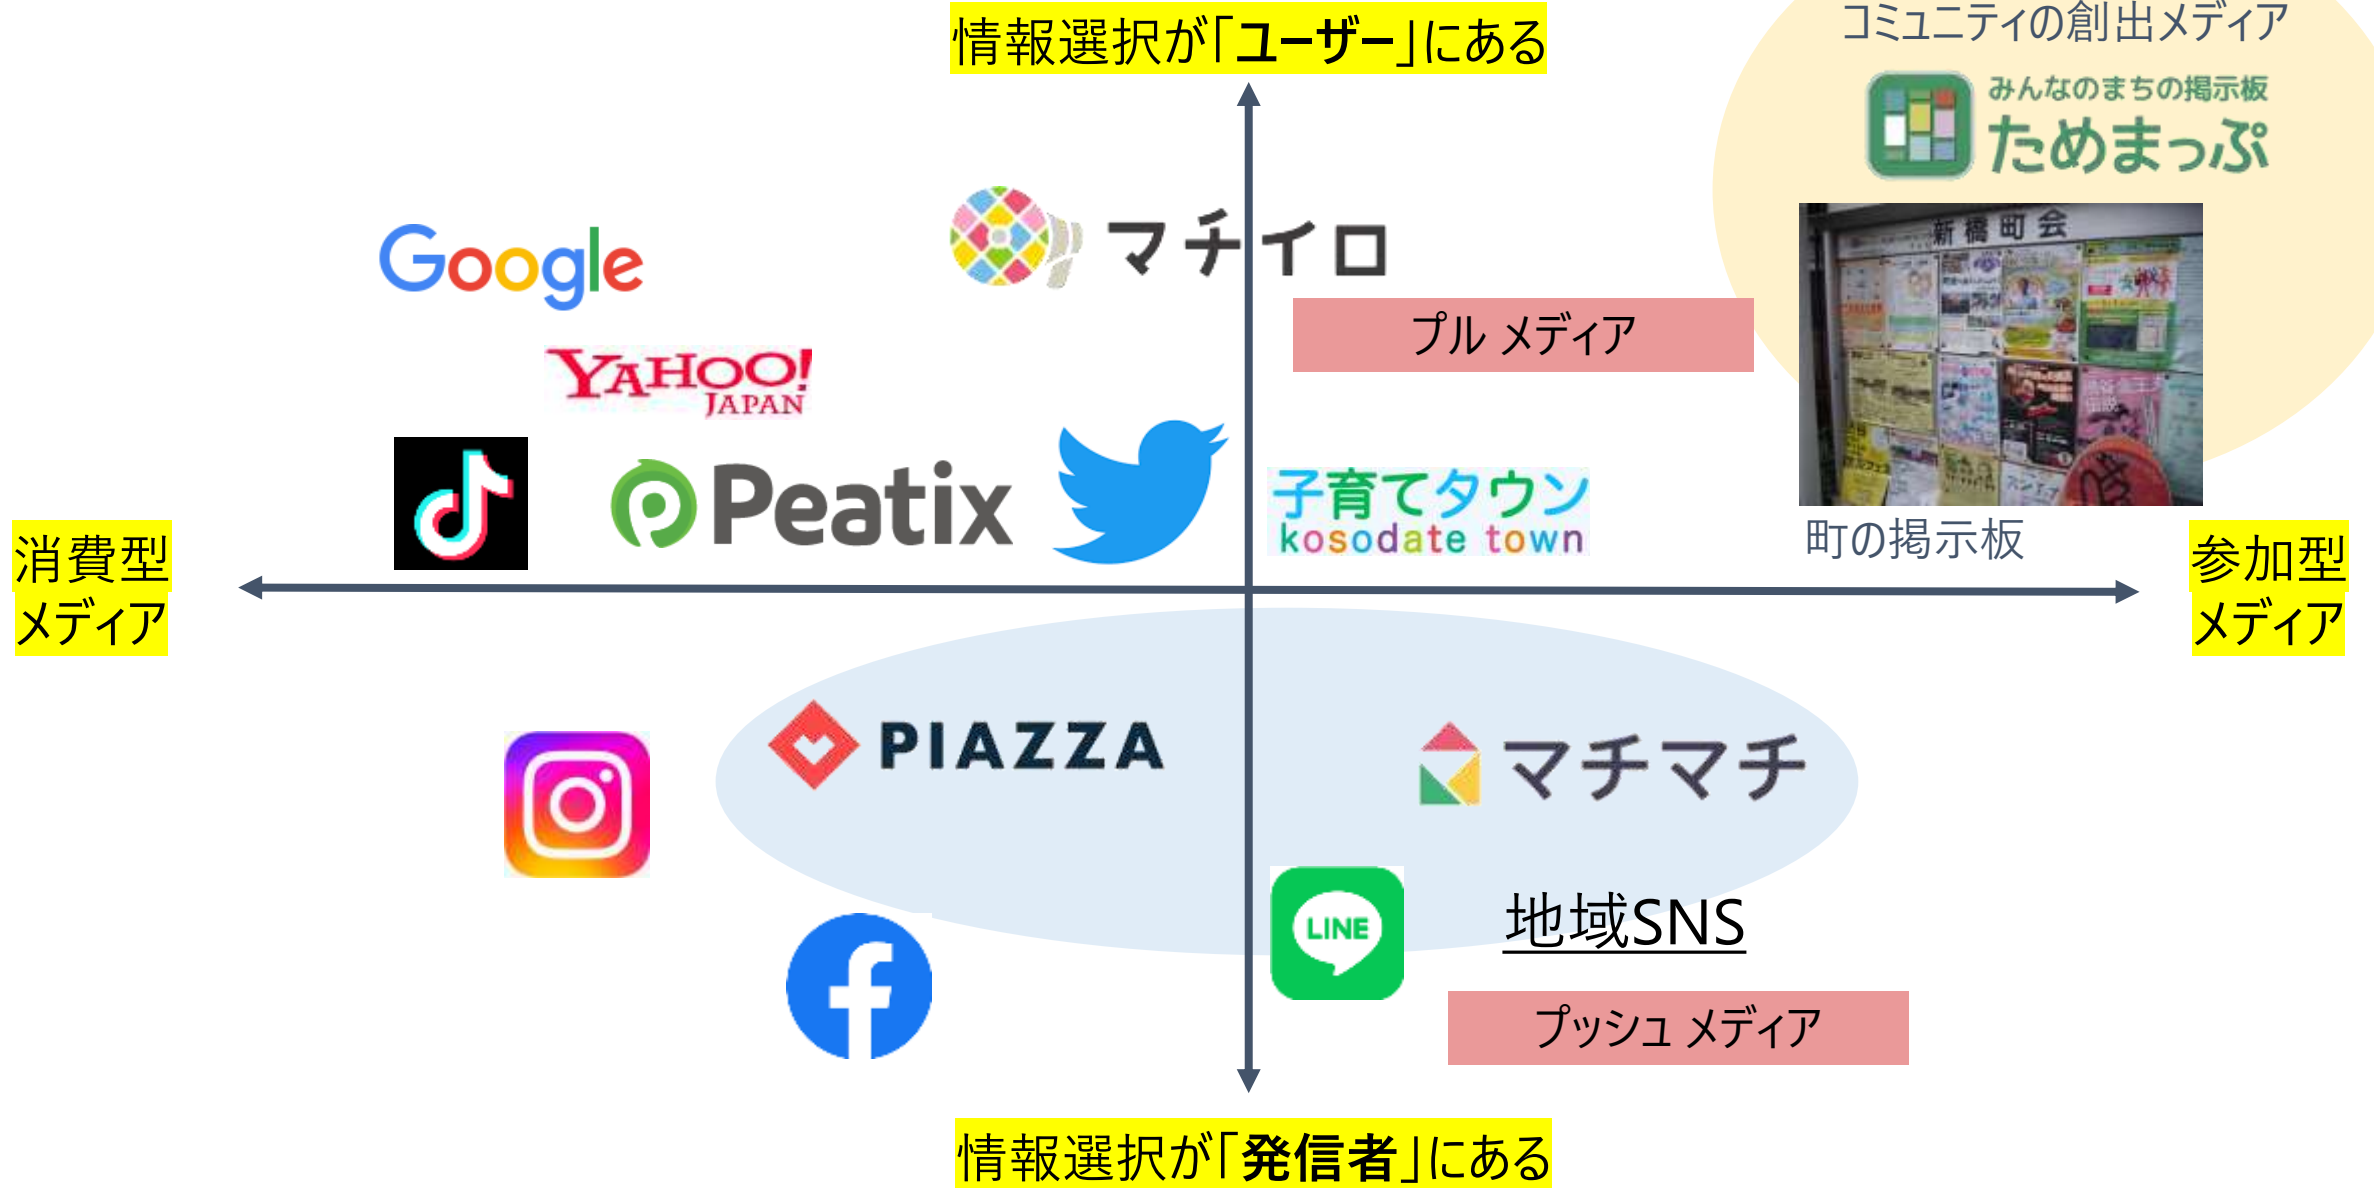 情報選択が「ユーザー」にある
コミュニティの創出メディア
みんなのまちの掲示板
ためまっぷ
Google
マチイロ
新橋町会
プル メディア
YAHOO!
JAPAN
Peatix
子育てタウン
kosodate town
町の掲示板
消費型
メディア
参加型
メディア
PIAZZA
マチマチ
LINE
地域SNS
プッシュ メディア
情報選択が「発信者」にある